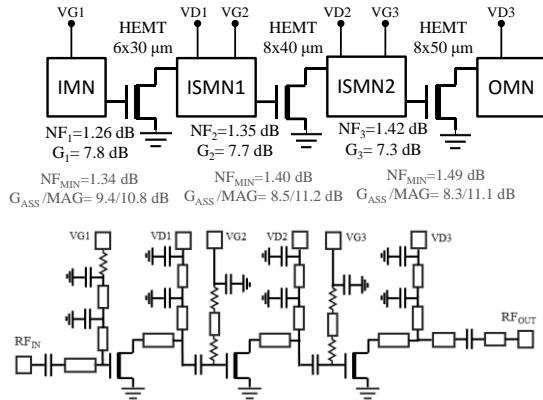 VG1 VD1 VG2 VD2 VG3 VD3
HEMT HEMT HEMT
6x30 μm 8x40 μm 8x50 μm
IMN ISMN1 ISMN2 OMN
NF1=1.26 dB NF2=1.35 dB NF3=1.42 dB
G1=7.8 dB G2=7.7 dB G3=7.3 dB
NFMIN=1.34 dB NFMIN=1.40 dB NFMIN=1.49 dB
GASS/MAG= 9.4/10.8 dB GASS/MAG= 8.5/11.2 dB GASS/MAG= 8.3/11.1 dB
VG1 VD1 VG2 VD2 VG3 VD3
RFIN RFOUT